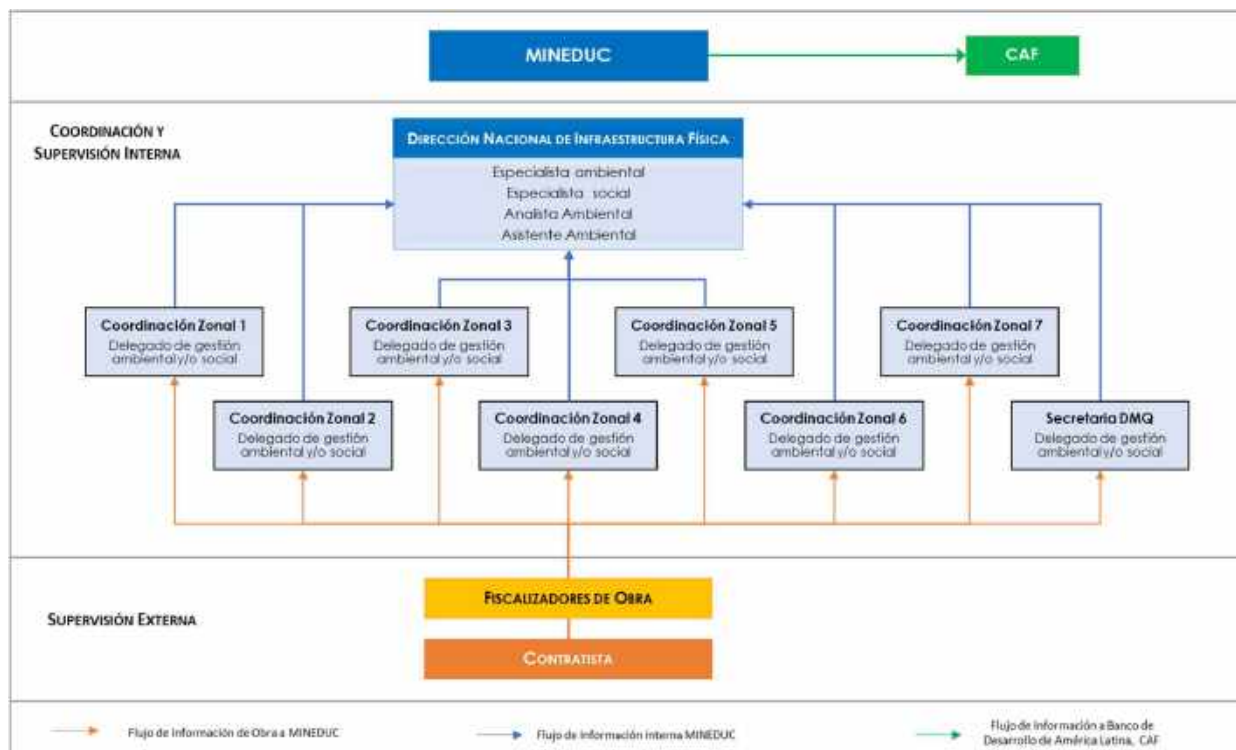 MINEDUC
CAF
COORDINACIÓN Y
SUPERVISIÓN INTERNA
DIRECCIÓN NACIONAL DE INFRAESTRUCTURA FÍSICA
Especialista ambiental
Especialista social
Analista Ambiental
Asistente Ambiental
Coordinación Zonal 1
Delegado de gestión
ambiental y/o social
Coordinación Zonal 3
Delegado de gestión
ambiental y/o social
Coordinación Zonal 5
Delegado de gestión
ambiental y/o social
Coordinación Zonal 7
Delegado de gestión
ambiental y/o social
Coordinación Zonal 2
Delegado de gestión
ambiental y/o social
Coordinación Zonal 4
Delegado de gestión
ambiental y/o social
Coordinación Zonal 6
Delegado de gestión
ambiental y/o social
Secretaria DMQ
Delegado de gestión
ambiental y/o social
FISCALIZADORES DE OBRA
SUPERVISIÓN EXTERNA
CONTRATISTA
Flujo de Información de Obra a MINEDUC
Flujo de Información Interna MINEDUC
Flujo de Información a Banco de
Desarrollo de América Latina, CAF